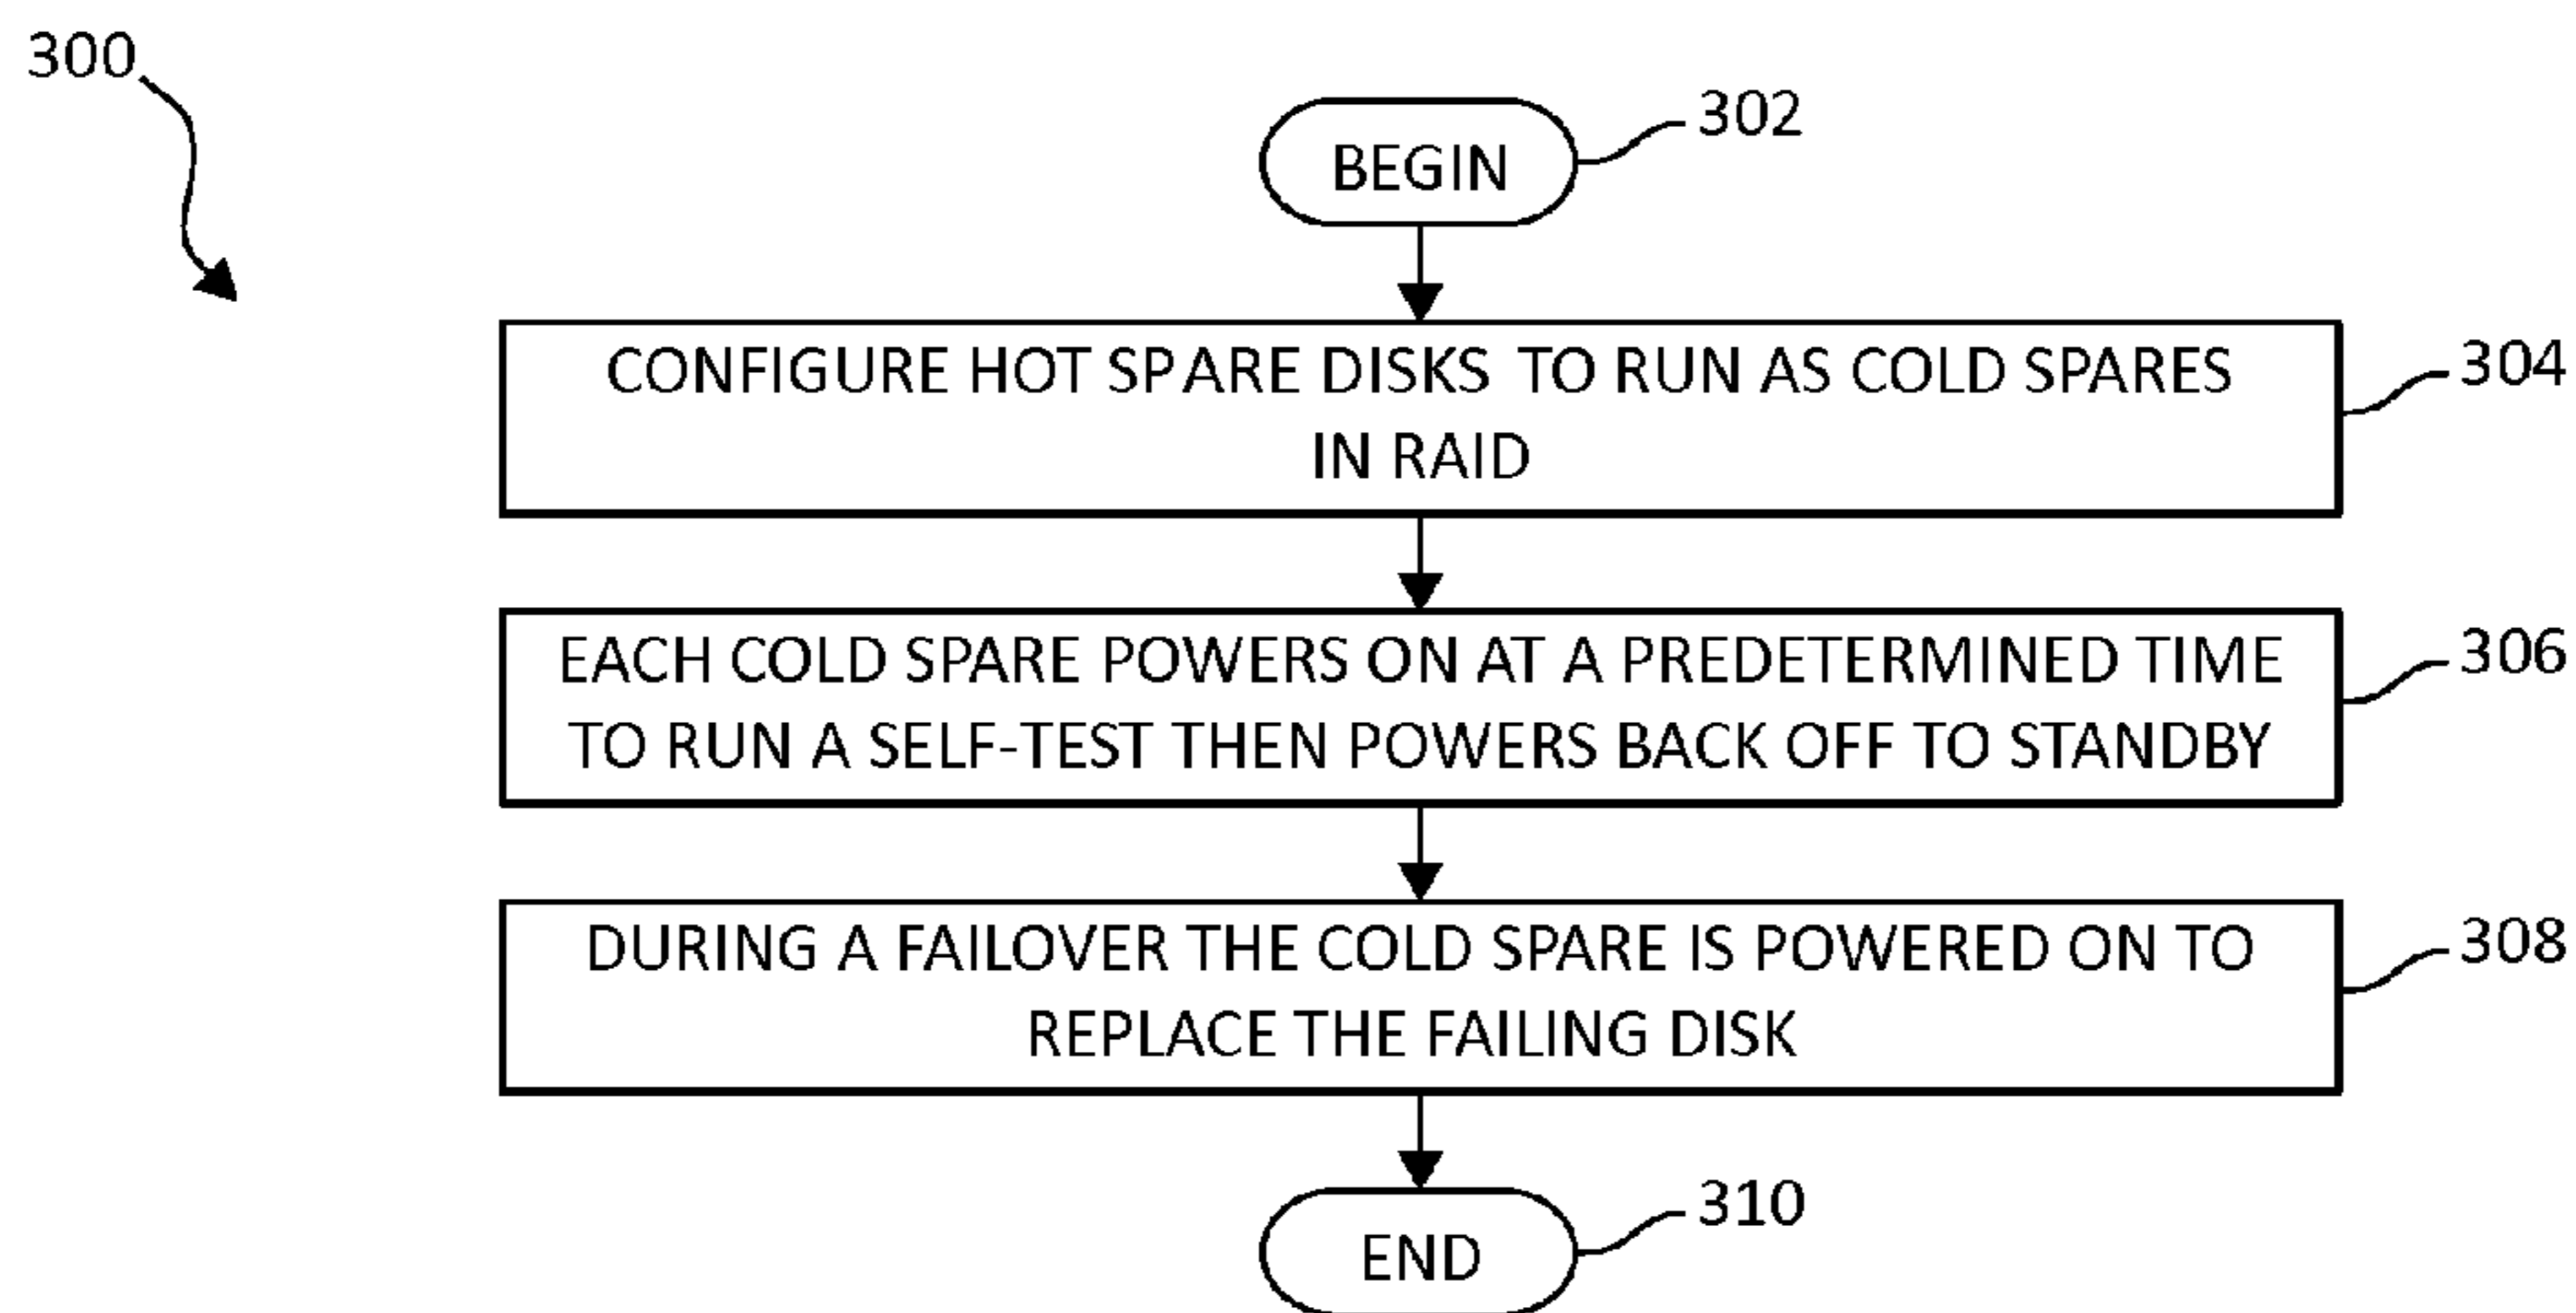 300
BEGIN
302
CONFIGURE HOT SPARE DISKS TO RUN AS COLD SPARES
IN RAID
304
EACH COLD SPARE POWERS ON AT A PREDETERMINED TIME
TO RUN A SELF-TEST THEN POWERS BACK OFF TO STANDBY
306
DURING A FAILOVER THE COLD SPARE IS POWERED ON TO
REPLACE THE FAILING DISK
308
END
310